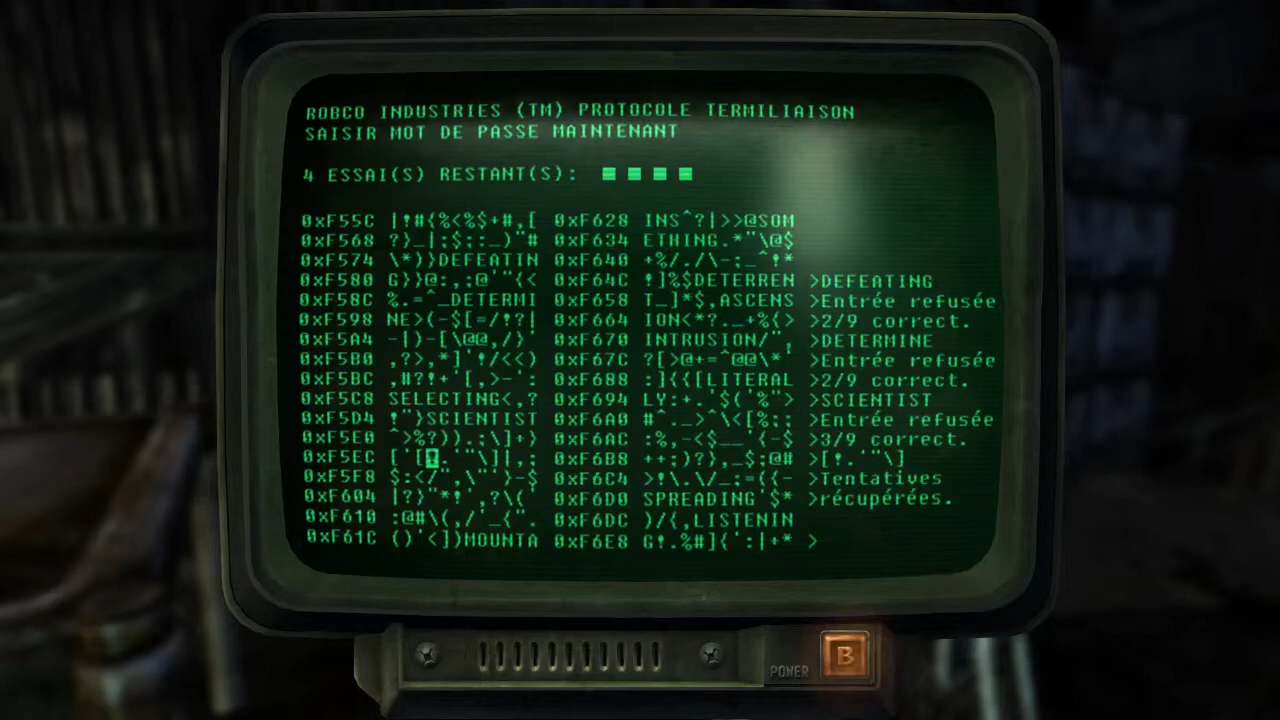 ROBCO INDUSTRIES (TM) PROTOCOLE TERMILIAISON
SAISIR MOT DE PASSE MAINTENANT
4 ESSAI(S) RESTANT(S):
0xF55C |!#{%<%$+#,[ 0xF628 INS^?|>>@SOM
0xF568 ?}_|:$::_)"# 0xF634 ETHING.*"\@$
0xF574 \*)}DEFEATIN 0xF640 +%/./\-;_^!*
0xF580 G}}@:,;@'"{< 0xF64C !]%$DETERREN >DEFEATING
0xF58C %.=^_DETERMI 0xF658 T_]*$,ASCENS >Entrée refusée
0xF598 NE>(-$[=/!?| 0xF664 ION<*?._+%{> >2/9 correct.
0xF5A4 -|)-[\@@,/}' 0xF670 INTRUSION/", >DETERMINE
0xF5B0 ,?>,*]'!/<<) 0xF67C ?[>@+=^@@\*' >Entrée refusée
0xF5BC ,#?!+'[,>-': 0xF688 :]{{[LITERAL >2/9 correct.
0xF5C8 SELECTING<,? 0xF694 LY:+.'$('%"> >SCIENTIST
0xF5D4 !"}SCIENTIST 0xF6A0 #^._>^\<[%;; >Entrée refusée
0xF5E0 ^>%?)).:\]+} 0xF6AC :%,-<$__'{-$ >3/9 correct.
0xF5EC ['[!.'"\]|,; 0xF6B8 ++;)?},_$;@# >[!.'"\]
0xF5F8 $:</",\"'}-$ 0xF6C4 >!\.\/_;=({- >Tentatives
0xF604 |?}"*!',?\(' 0xF6D0 SPREADING'$* >récupérées.
0xF610 :@#\(,/'_{". 0xF6DC )/{,LISTENIN
0xF61C ()'<])MOUNTA 0xF6E8 G!.%#]{':|+* >
POWER
B